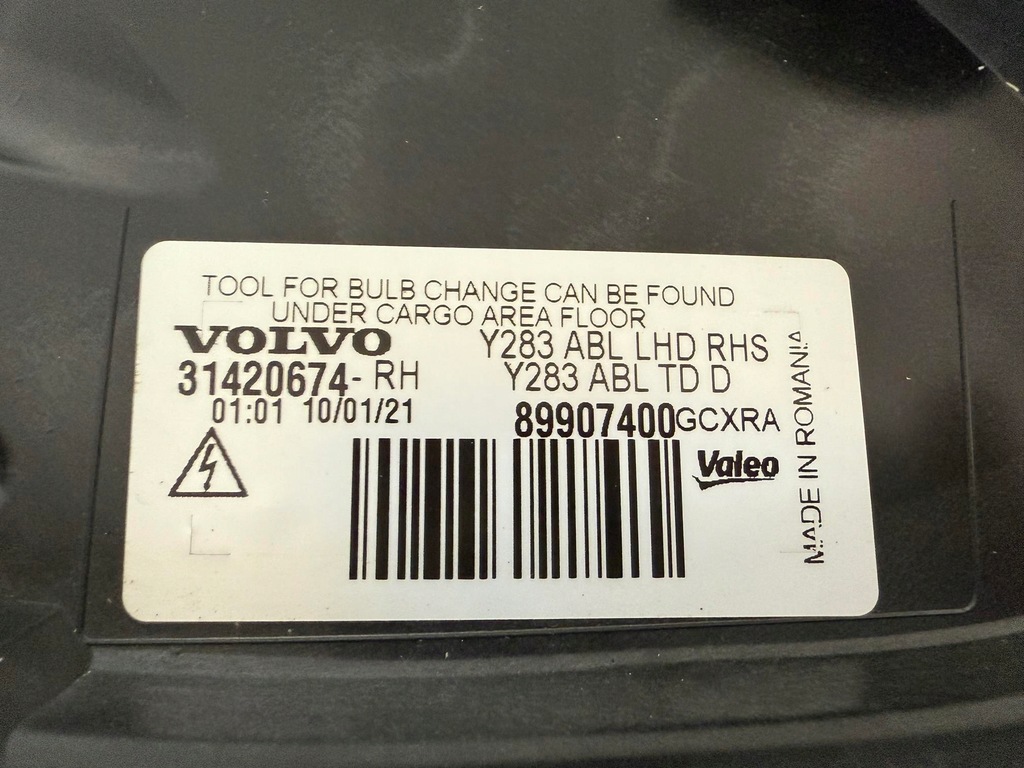 TOOL FOR BULB CHANGE CAN BE FOUND
UNDER CARGO AREA FLOOR
VOLVO
31420674- RH
01:01 10/01/21
Y283 ABL LHD RHS
Y283 ABL TD D
89907400GCXRA
Valeo
MADE IN ROMANIA